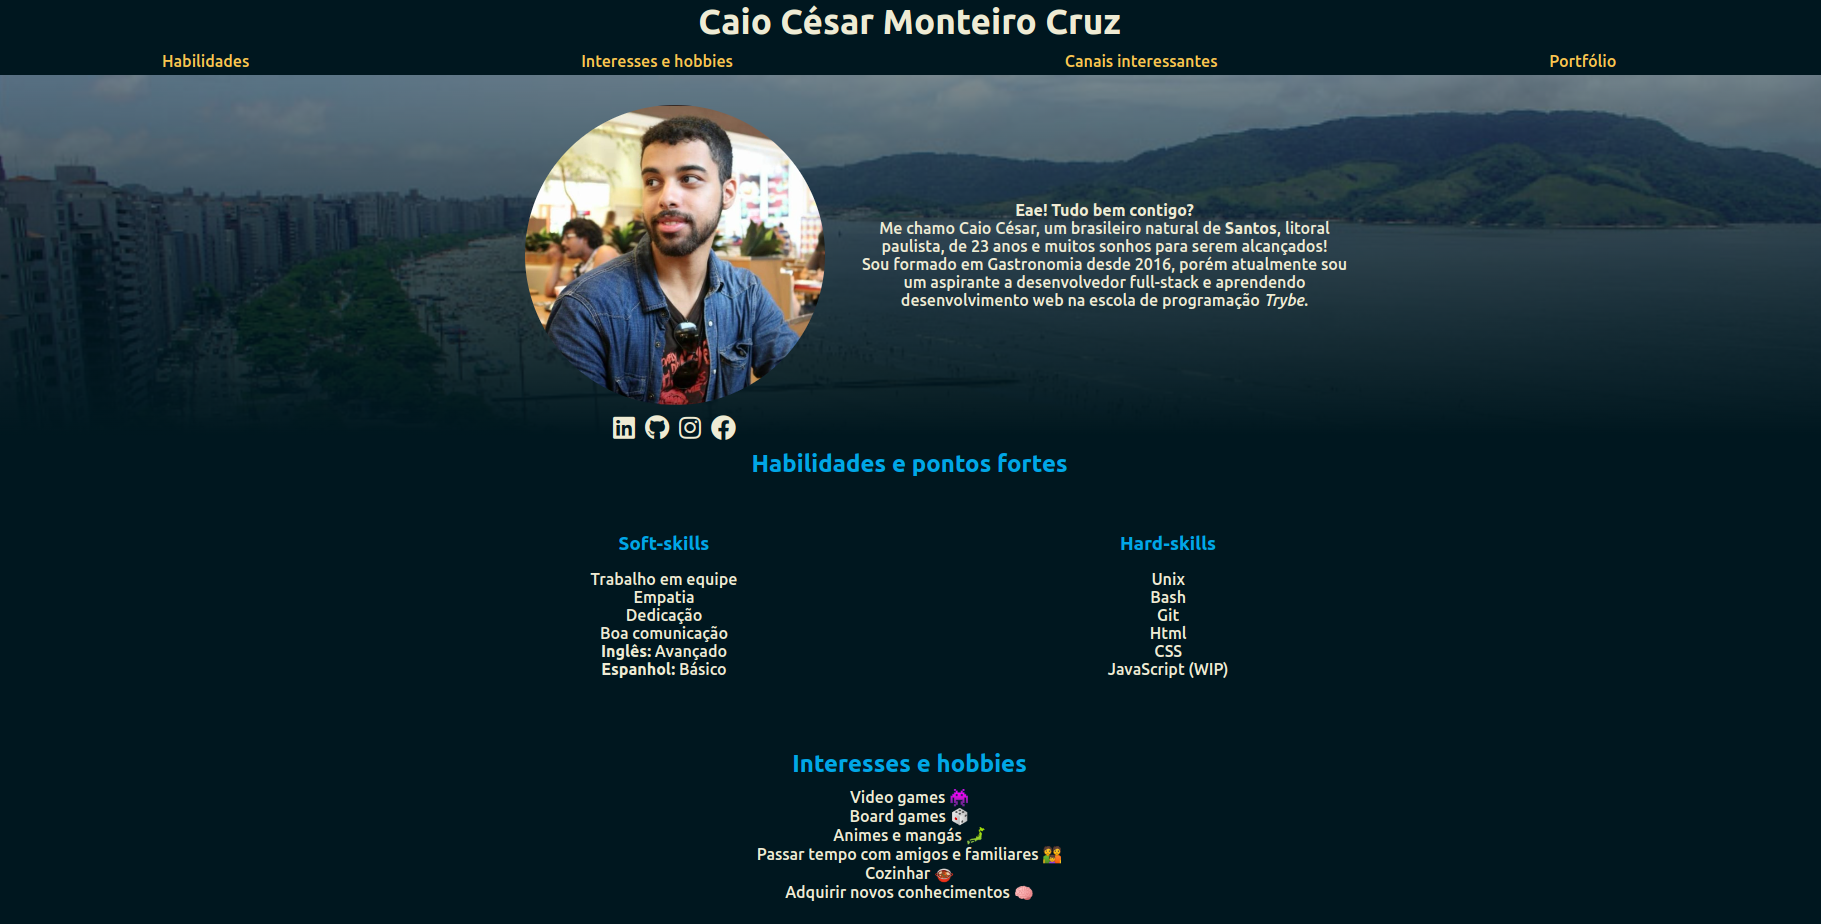 Caio César Monteiro Cruz
Habilidades
Interesses e hobbies
Canais interessantes
Portfólio
Eae! Tudo bem contigo?
Me chamo Caio César, um brasileiro natural de Santos, litoral
paulista, de 23 anos e muitos sonhos para serem alcançados!
Sou formado em Gastronomia desde 2016, porém atualmente sou
um aspirante a desenvolvedor full-stack e aprendendo
desenvolvimento web na escola de programação Trybe.
Habilidades e pontos fortes
Soft-skills
Trabalho em equipe
Empatia
Dedicação
Boa comunicação
Inglês: Avançado
Espanhol: Básico
Hard-skills
Unix
Bash
Git
Html
CSS
JavaScript (WIP)
Interesses e hobbies
Video games 👾
Board games 🎲
Animes e mangás 🎋
Passar tempo com amigos e familiares 👭
Cozinhar 🍲
Adquirir novos conhecimentos 🧠